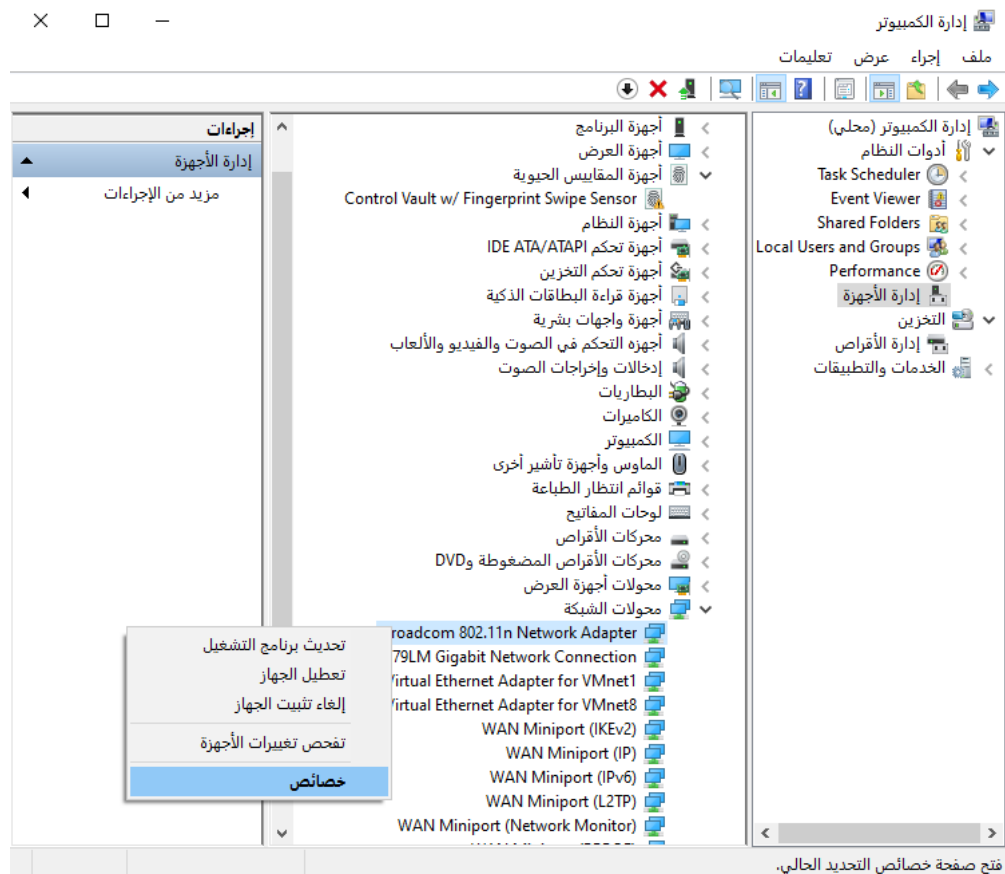 إدارة الكمبيوتر
ملف إجراء عرض تعليمات
إدارة الكمبيوتر (محلي)
أدوات النظام
Task Scheduler
Event Viewer
Shared Folders
Local Users and Groups
Performance
إدارة الأجهزة
التخزين
إدارة الأقراص
الخدمات والتطبيقات
أجهزة البرنامج
أجهزة العرض
أجهزة المقاييس الحيوية
Control Vault w/ Fingerprint Swipe Sensor
أجهزة النظام
أجهزة تحكم IDE ATA/ATAPI
أجهزة تحكم التخزين
أجهزة قراءة البطاقات الذكية
أجهزة واجهات بشرية
أجهزه التحكم في الصوت والفيديو والألعاب
إدخالات وإخراجات الصوت
البطاريات
الكاميرات
الكمبيوتر
الماوس وأجهزة تأشير أخرى
قوائم انتظار الطباعة
لوحات المفاتيح
محركات الأقراص
محركات الأقراص المضغوطة وDVD
محولات أجهزة العرض
محولات الشبكة
roadcom 802.11n Network Adapter
79LM Gigabit Network Connection
irtual Ethernet Adapter for VMnet1
irtual Ethernet Adapter for VMnet8
WAN Miniport (IKEv2)
WAN Miniport (IP)
WAN Miniport (IPv6)
WAN Miniport (L2TP)
WAN Miniport (Network Monitor)
إجراءات
إدارة الأجهزة
مزيد من الإجراءات
تحديث برنامج التشغيل
تعطيل الجهاز
إلغاء تثبيت الجهاز
تفحص تغييرات الأجهزة
خصائص
فتح صفحة خصائص التحديد الحالي.